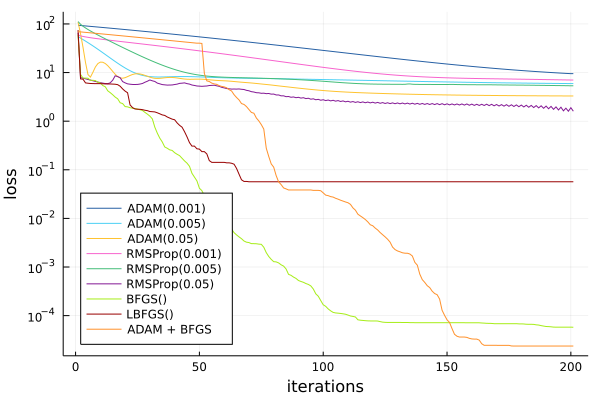 10²
10¹
10⁰
10⁻¹
10⁻²
10⁻³
10⁻⁴
loss
ADAM(0.001)
ADAM(0.005)
ADAM(0.05)
RMSProp(0.001)
RMSProp(0.005)
RMSProp(0.05)
BFGS()
LBFGS()
ADAM + BFGS
0 50 100 150 200
iterations